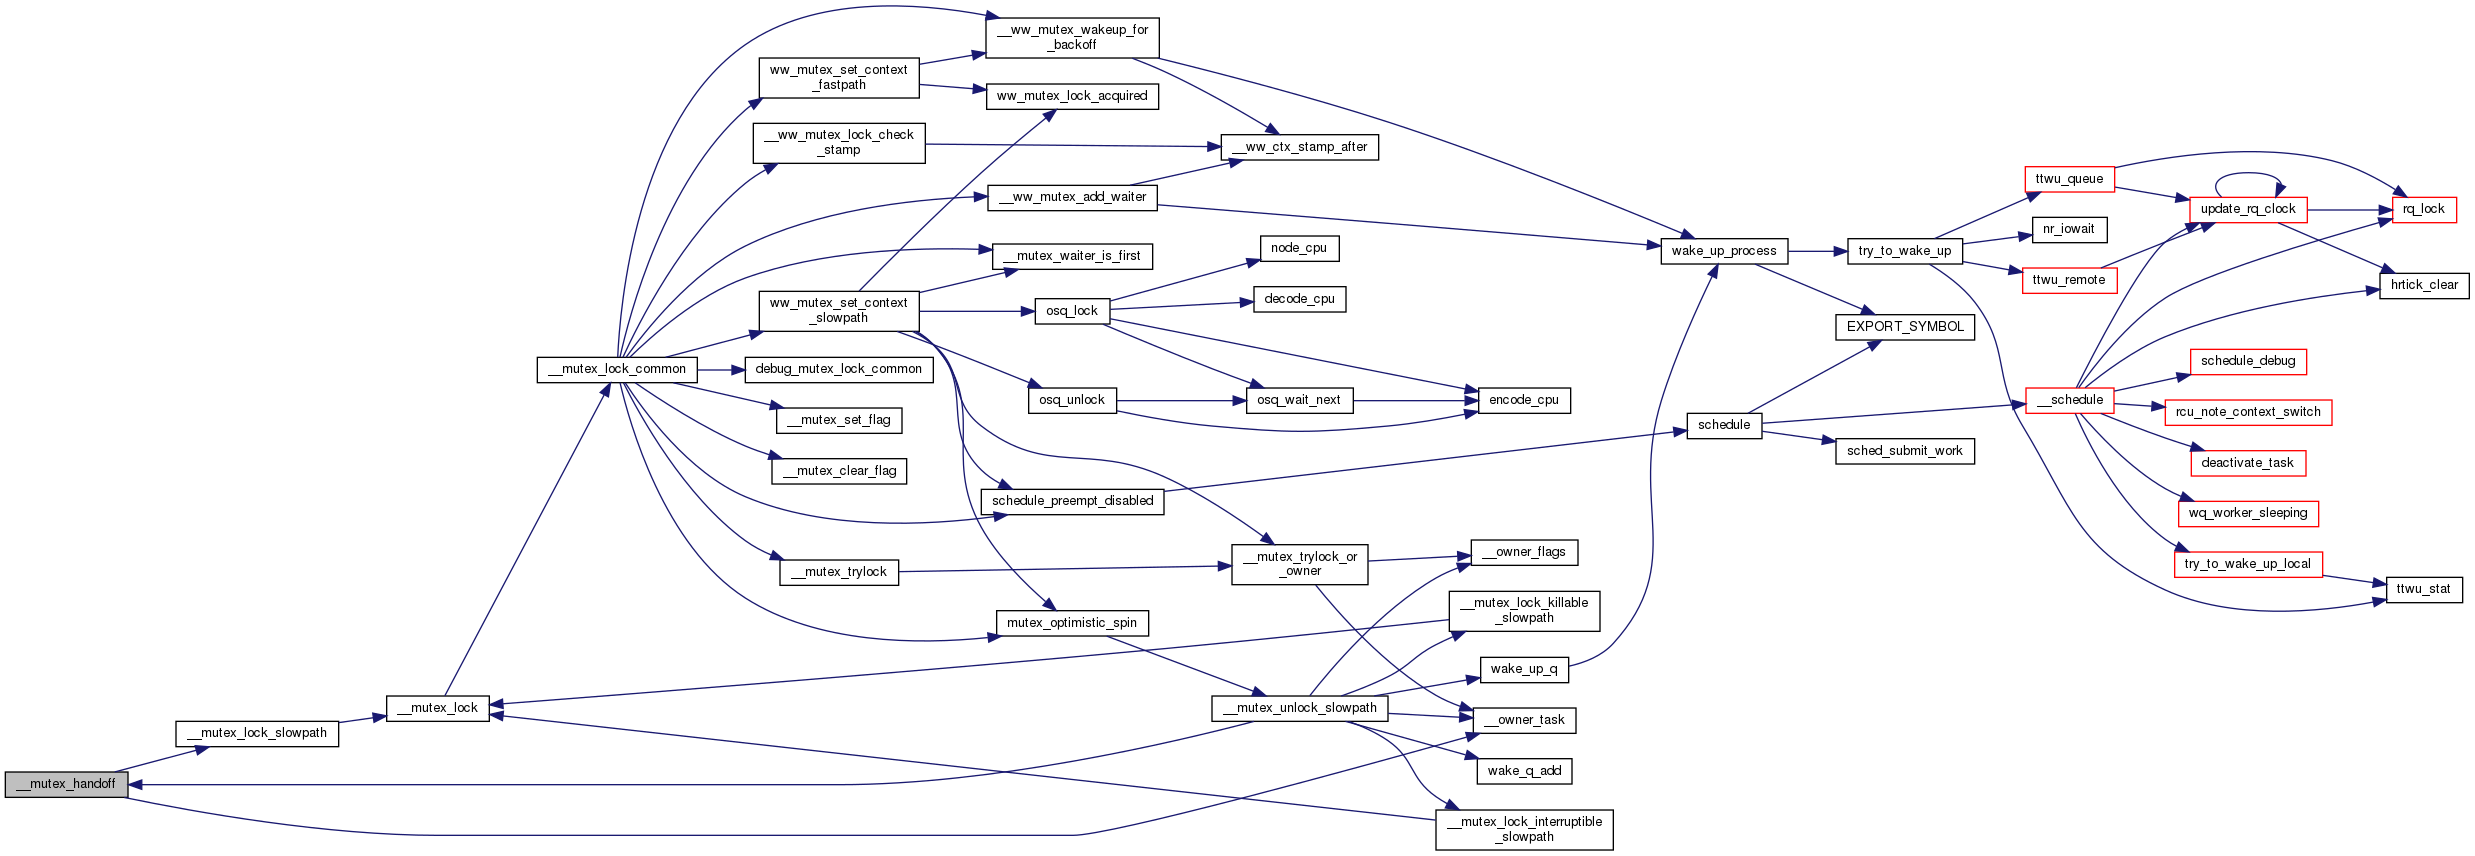 __ww_mutex_wakeup_for
_backoff
ww_mutex_set_context
_fastpath
ww_mutex_lock_acquired
__ww_mutex_lock_check
_stamp
__ww_ctx_stamp_after
__ww_mutex_add_waiter
ttwu_queue
update_rq_clock
rq_lock
nr_iowait
node_cpu
__mutex_waiter_is_first
wake_up_process
try_to_wake_up
ttwu_remote
hrtick_clear
decode_cpu
ww_mutex_set_context
_slowpath
osq_lock
EXPORT_SYMBOL
__mutex_lock_common
debug_mutex_lock_common
schedule_debug
osq_unlock
osq_wait_next
encode_cpu
__schedule
rcu_note_context_switch
__mutex_set_flag
schedule
sched_submit_work
deactivate_task
__mutex_clear_flag
schedule_preempt_disabled
wq_worker_sleeping
__mutex_trylock_or
_owner
__owner_flags
try_to_wake_up_local
__mutex_trylock
ttwu_stat
__mutex_lock_killable
_slowpath
mutex_optimistic_spin
wake_up_q
__mutex_lock
__mutex_unlock_slowpath
__owner_task
__mutex_lock_slowpath
wake_q_add
__mutex_handoff
__mutex_lock_interruptible
_slowpath